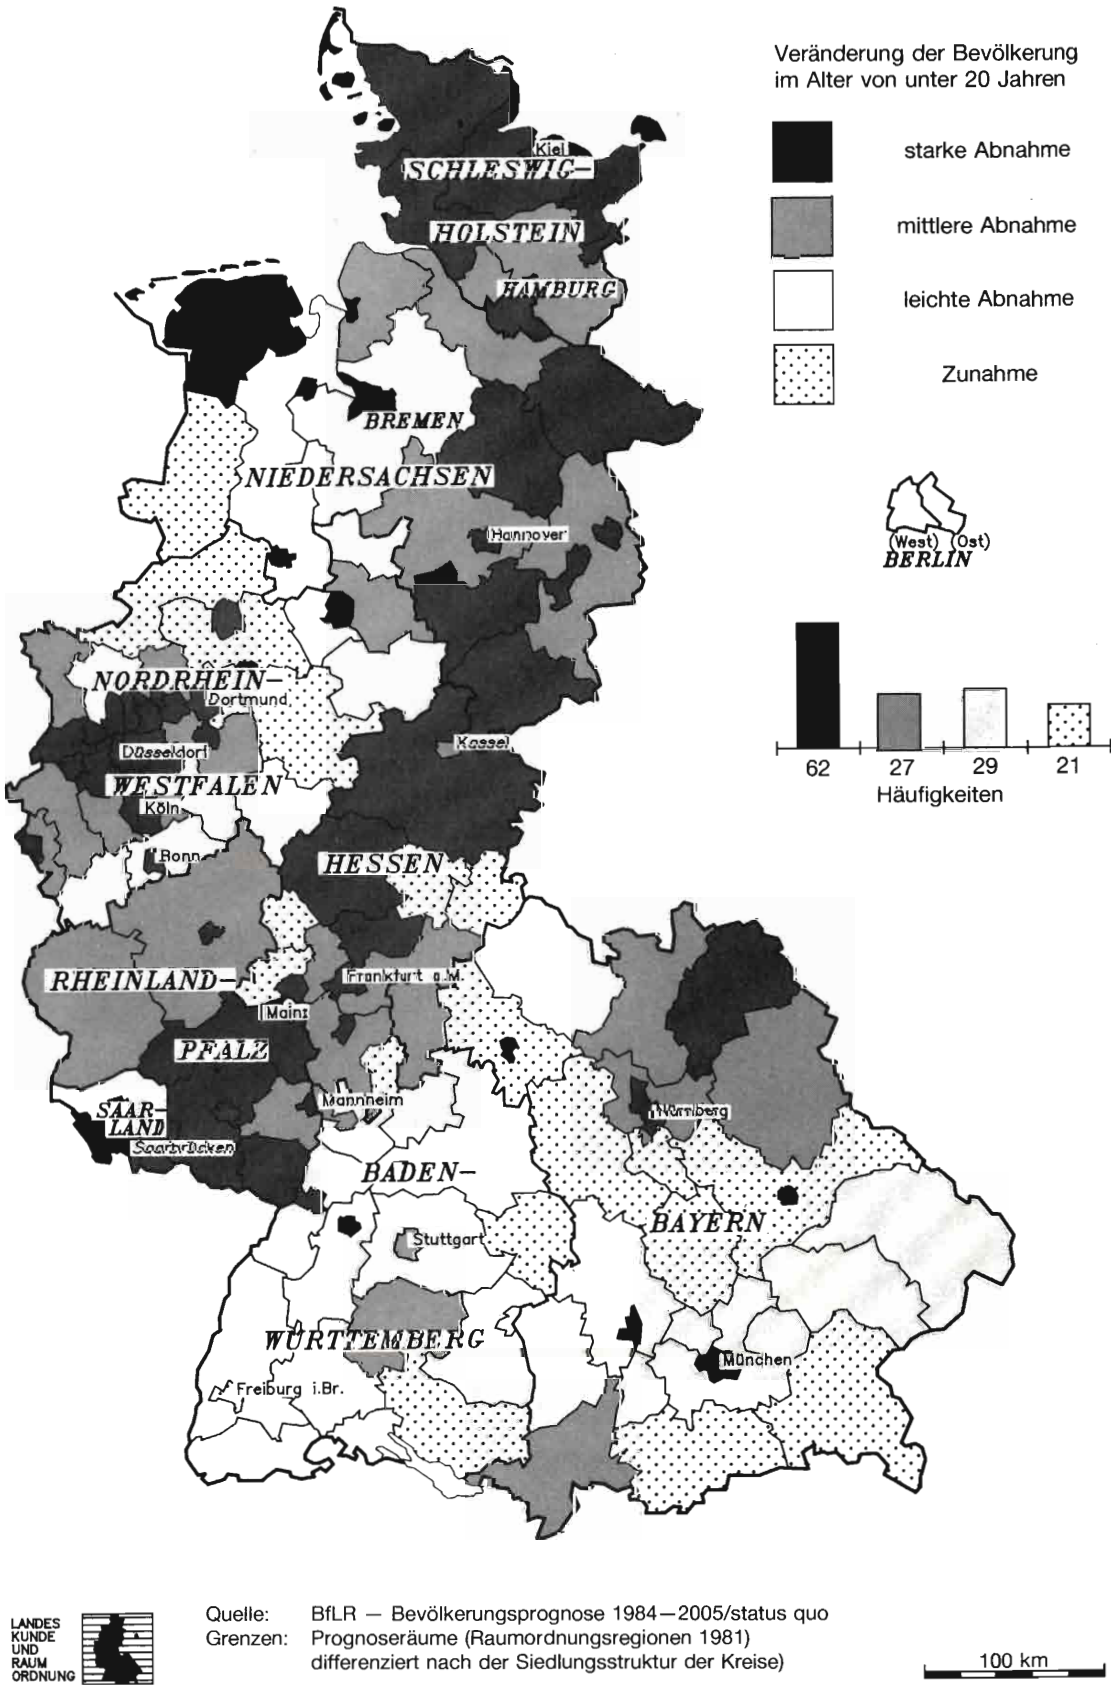 Veränderung der Bevölkerung
im Alter von unter 20 Jahren
starke Abnahme
mittlere Abnahme
leichte Abnahme
Zunahme
Kiel
SCHLESWIG-
HOLSTEIN
HAMBURG
BREMEN
NIEDERSACHSEN
Hannover
(West) (Ost)
BERLIN
NORDRHEIN-
Dortmund
Düsseldorf
WESTFALEN
Köln
Bonn
Kassel
62 27 29 21
Häufigkeiten
HESSEN
RHEINLAND-
Frankfurt a.M.
Mainz
PFALZ
Mannheim
SAAR-
LAND
Saarbrücken
Nürnberg
BADEN-
BAYERN
Stuttgart
WÜRTTEMBERG
München
Freiburg i.Br.
LANDES
KUNDE
UND
RAUM
ORDNUNG
Quelle: BfLR — Bevölkerungsprognose 1984—2005/status quo
Grenzen: Prognoseräume (Raumordnungsregionen 1981)
differenziert nach der Siedlungsstruktur der Kreise)
100 km